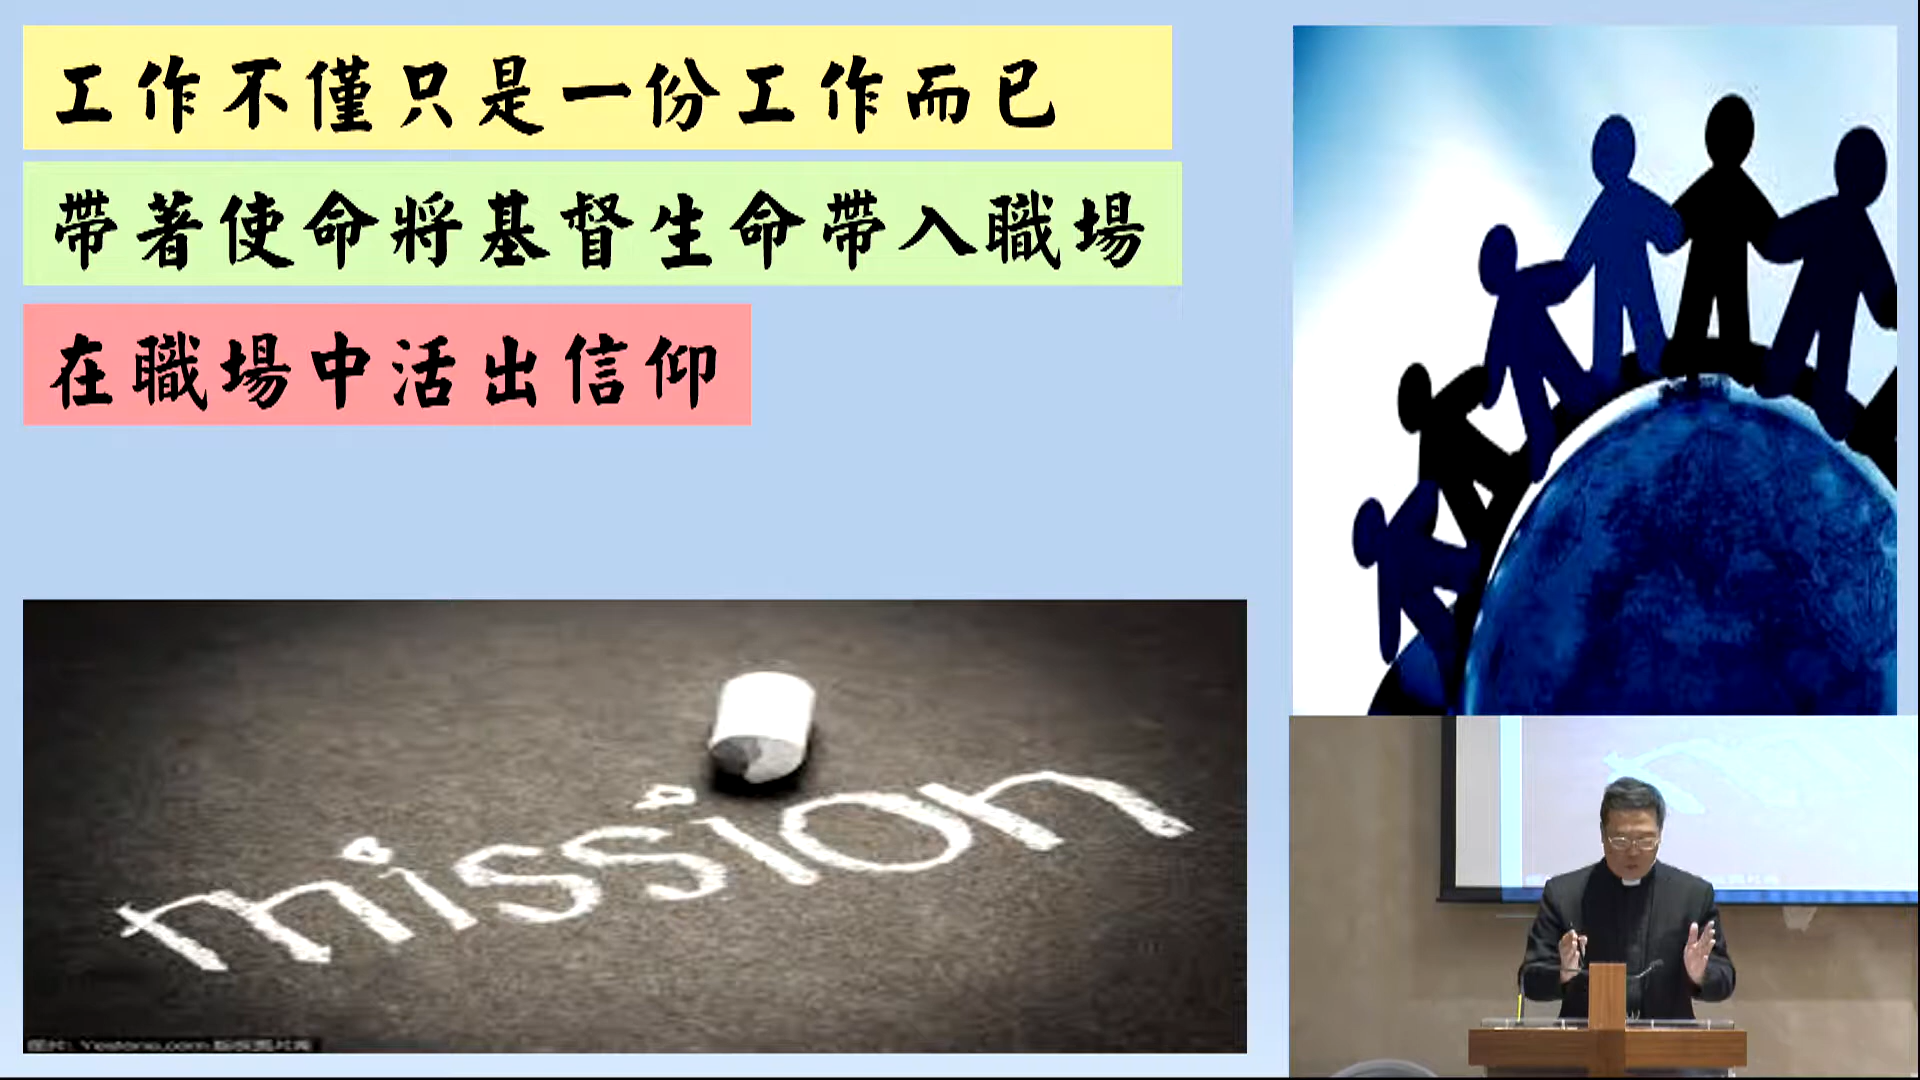 工作不僅只是一份工作而已
帶著使命將基督生命帶入職場
在職場中活出信仰
mission